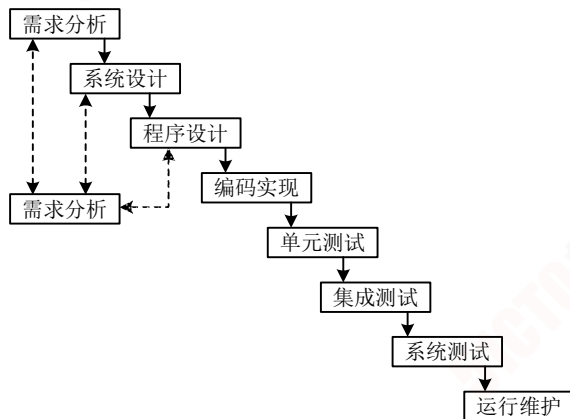 需求分析
系统设计
程序设计
需求分析
编码实现
单元测试
集成测试
系统测试
运行维护